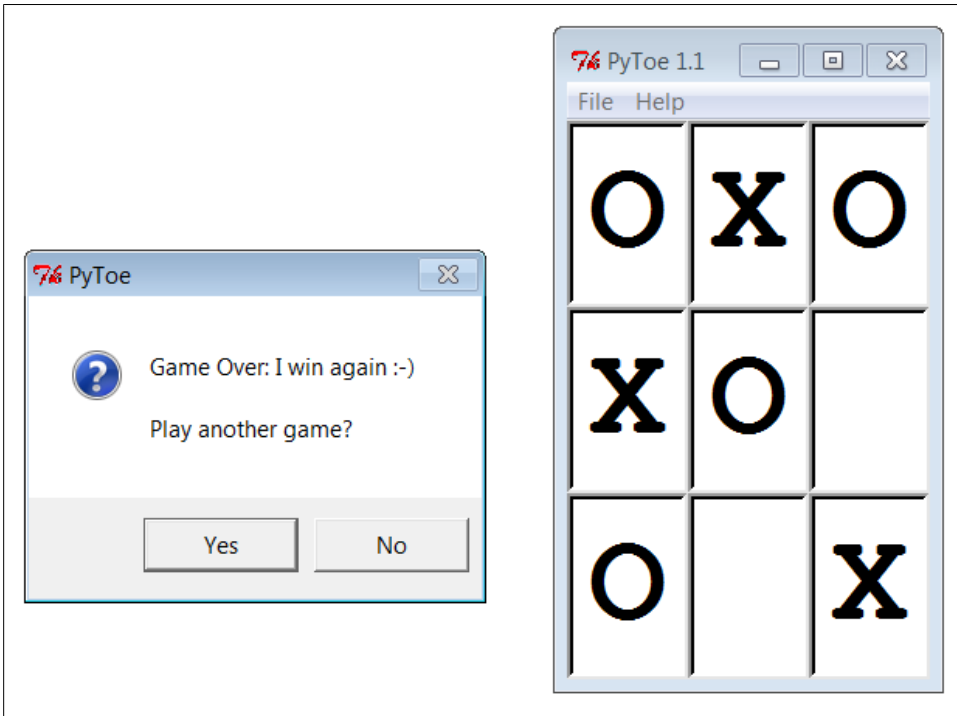 PyToe
Game Over: I win again :-)
Play another game?
Yes No
PyToe 1.1
File Help
O X O
X O
O X